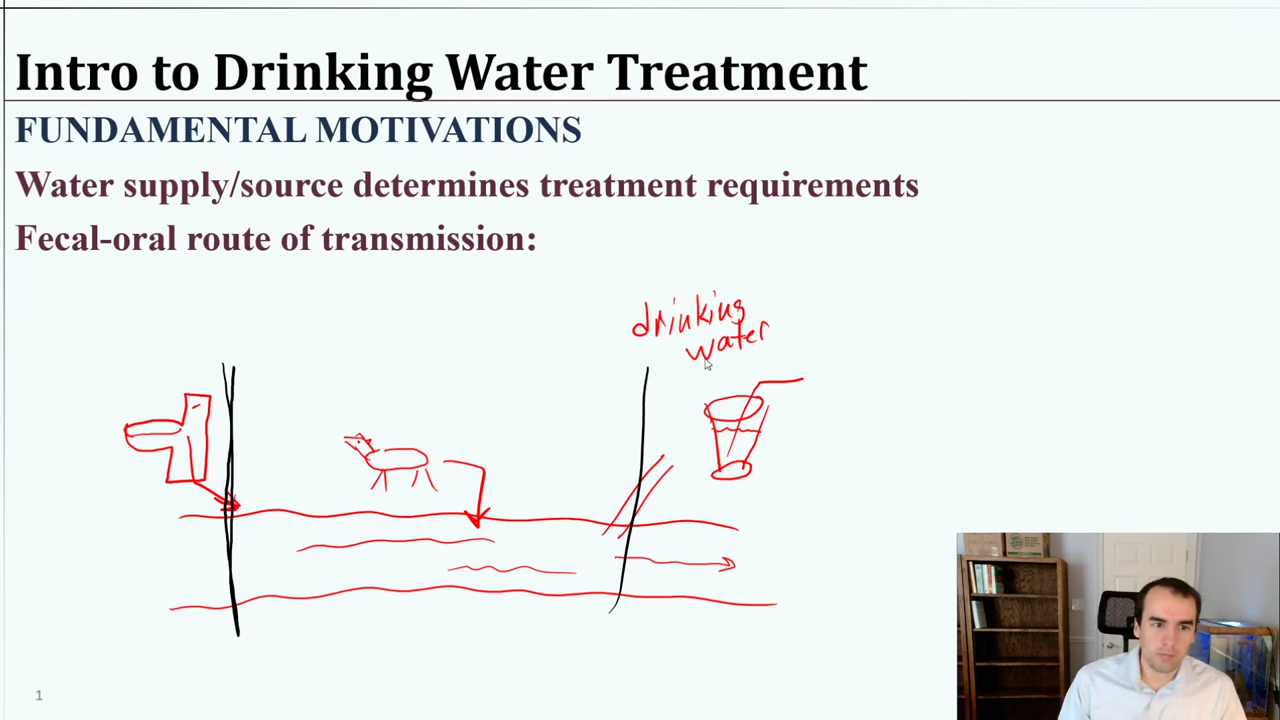 Intro to Drinking Water Treatment
FUNDAMENTAL MOTIVATIONS
Water supply/source determines treatment requirements
Fecal-oral route of transmission:
drinking
water
1